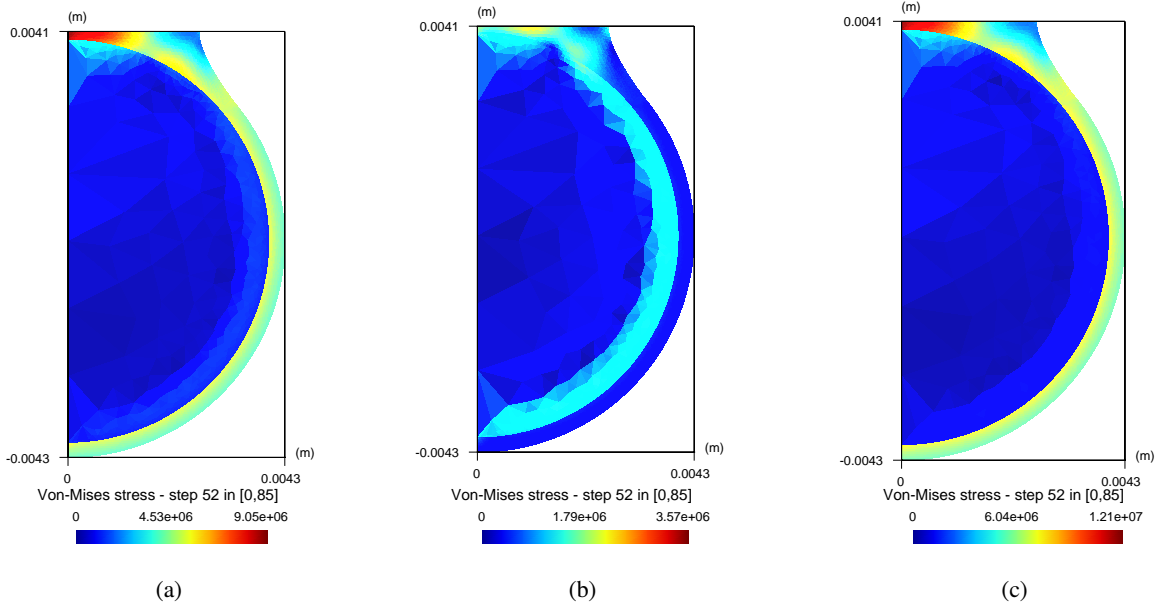 (m)
0.0041
-0.0043
(m)
0
0.0043
Von-Mises stress - step 52 in [0,85]
0
4.53e+06
9.05e+06
(a)
(m)
0.0041
-0.0043
(m)
0
0.0043
Von-Mises stress - step 52 in [0,85]
0
1.79e+06
3.57e+06
(b)
(m)
0.0041
-0.0043
(m)
0
0.0043
Von-Mises stress - step 52 in [0,85]
0
6.04e+06
1.21e+07
(c)